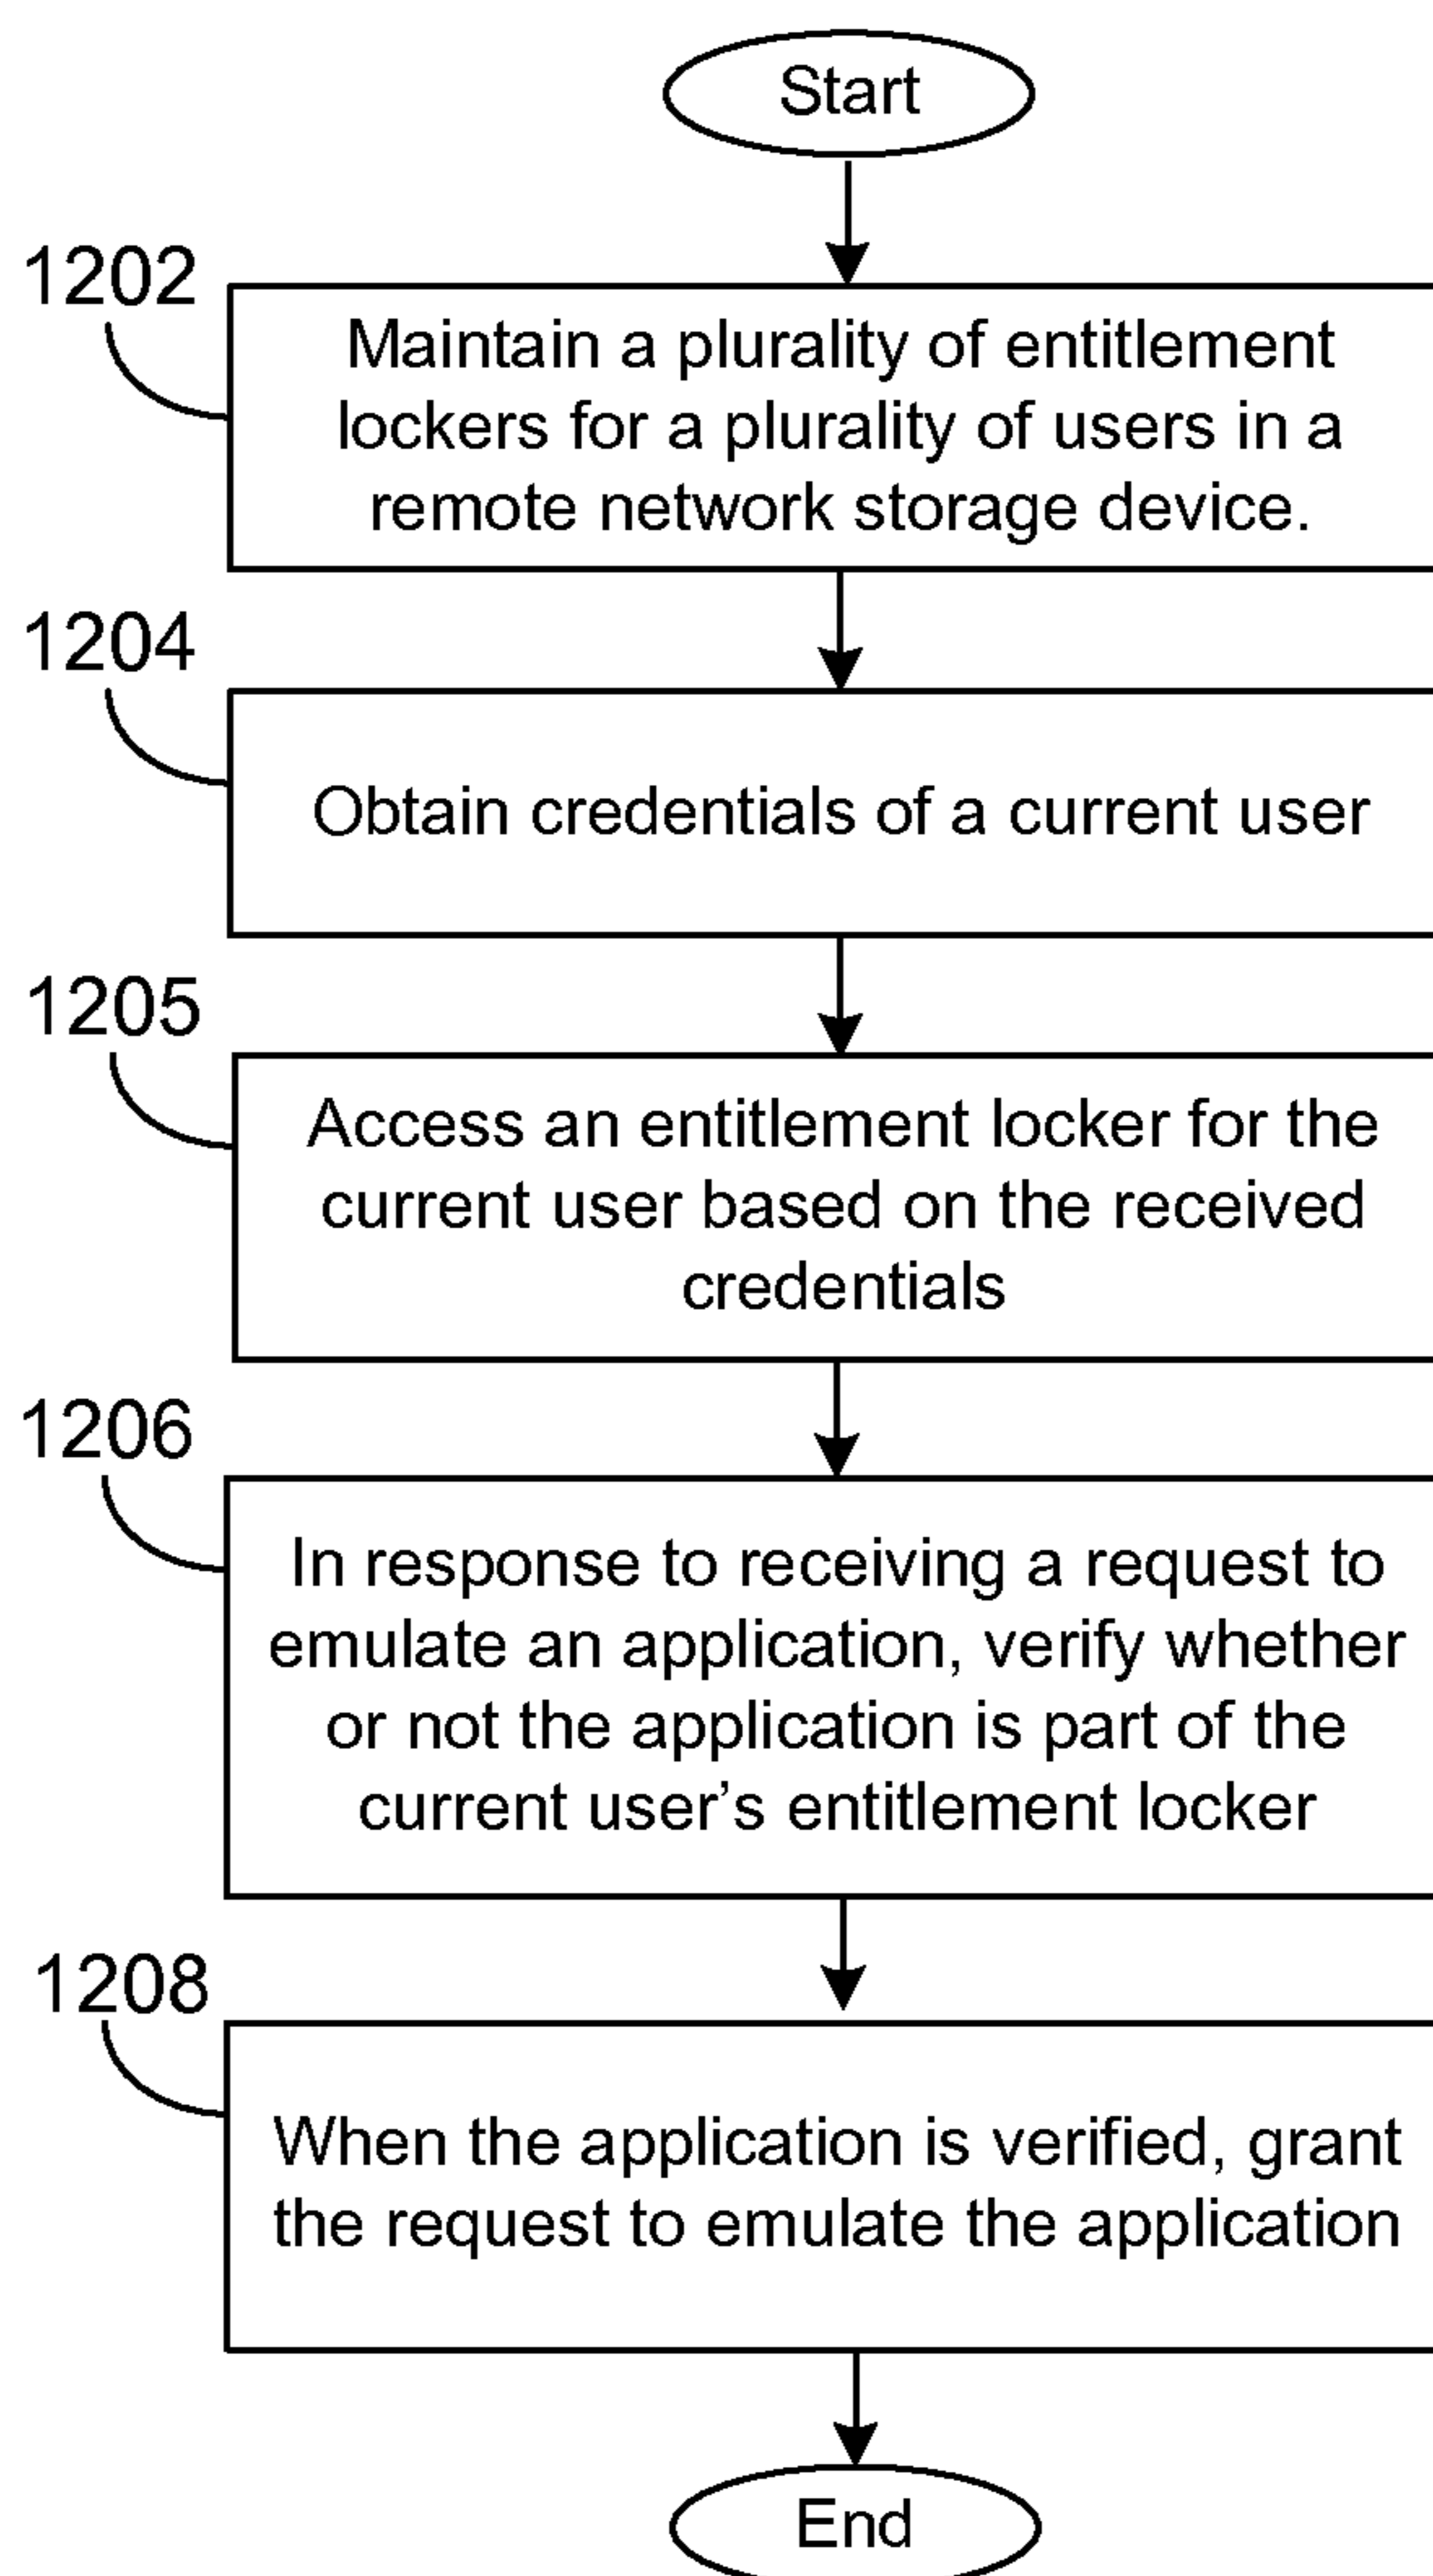 Start
1202
Maintain a plurality of entitlement
lockers for a plurality of users in a
remote network storage device.
1204
Obtain credentials of a current user
1205
Access an entitlement locker for the
current user based on the received
credentials
1206
In response to receiving a request to
emulate an application, verify whether
or not the application is part of the
current user’s entitlement locker
1208
When the application is verified, grant
the request to emulate the application
End